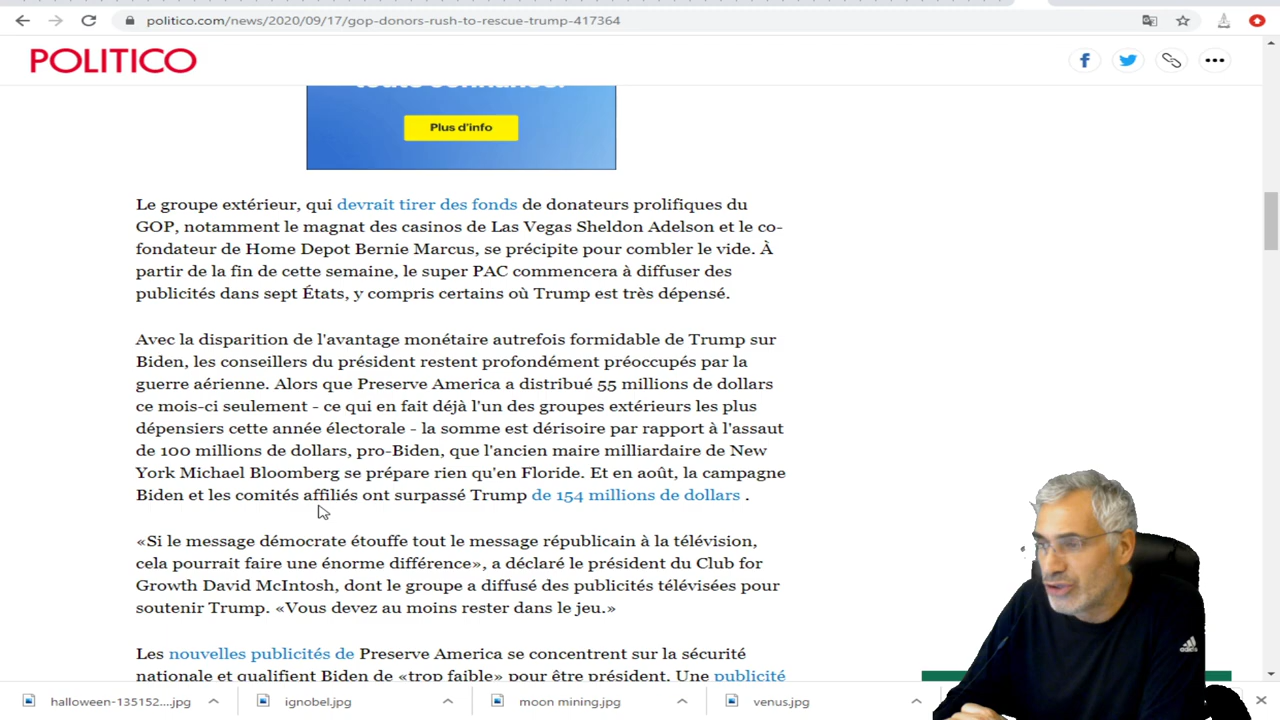 politico.com/news/2020/09/17/gop-donors-rush-to-rescue-trump-417364
POLITICO
Plus d'info
Le groupe extérieur, qui devrait tirer des fonds de donateurs prolifiques du
GOP, notamment le magnat des casinos de Las Vegas Sheldon Adelson et le co-
fondateur de Home Depot Bernie Marcus, se précipite pour combler le vide. À
partir de la fin de cette semaine, le super PAC commencera à diffuser des
publicités dans sept États, y compris certains où Trump est très dépensé.
Avec la disparition de l'avantage monétaire autrefois formidable de Trump sur
Biden, les conseillers du président restent profondément préoccupés par la
guerre aérienne. Alors que Preserve America a distribué 55 millions de dollars
ce mois-ci seulement - ce qui en fait déjà l'un des groupes extérieurs les plus
dépensiers cette année électorale - la somme est dérisoire par rapport à l'assaut
de 100 millions de dollars, pro-Biden, que l'ancien maire milliardaire de New
York Michael Bloomberg se prépare rien qu'en Floride. Et en août, la campagne
Biden et les comités affiliés ont surpassé Trump de 154 millions de dollars .
«Si le message démocrate étouffe tout le message républicain à la télévision,
cela pourrait faire une énorme différence», a déclaré le président du Club for
Growth David McIntosh, dont le groupe a diffusé des publicités télévisées pour
soutenir Trump. «Vous devez au moins rester dans le jeu.»
Les nouvelles publicités de Preserve America se concentrent sur la sécurité
nationale et qualifient Biden de «trop faible» pour être président. Une publicité
halloween-135152....jpg
ignobel.jpg
moon mining.jpg
venus.jpg